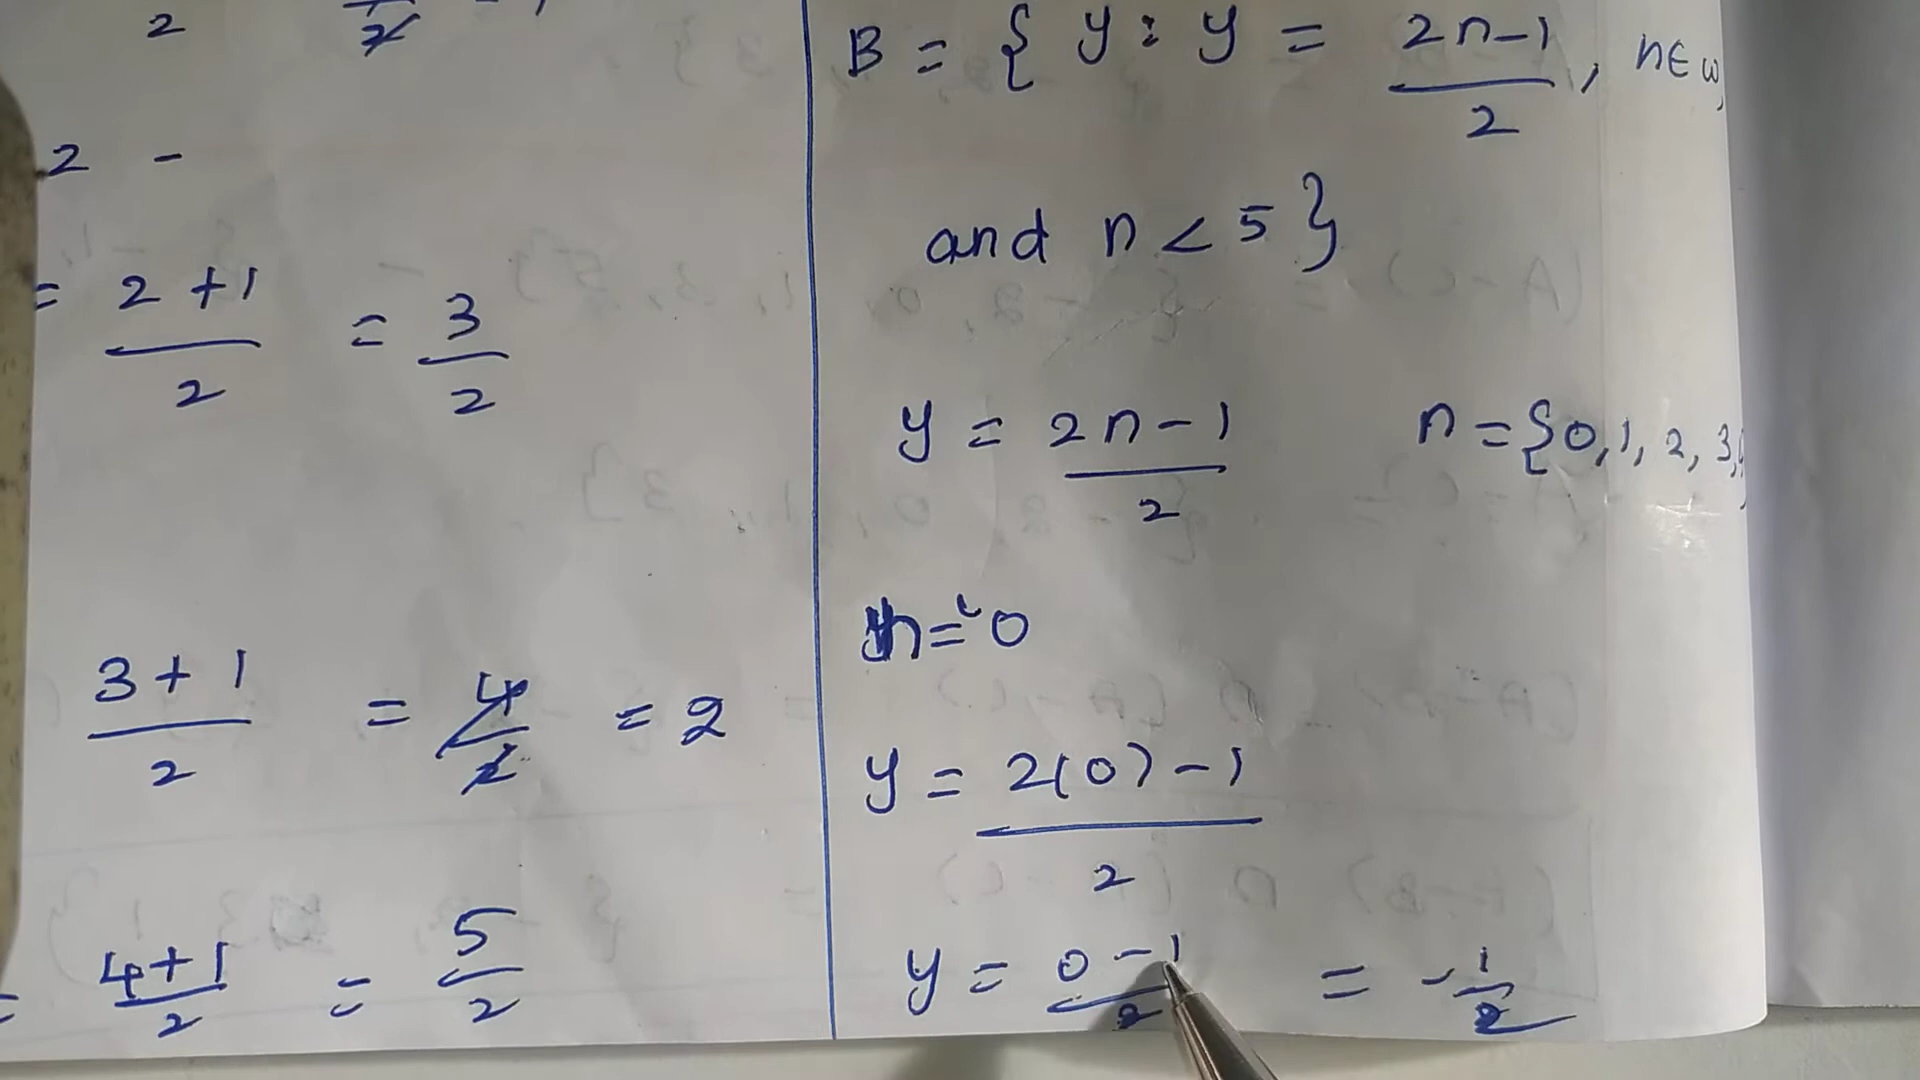 2
2 -
= 2 + 1 / 2 = 3 / 2
3 + 1 / 2 = 4 / 2 = 2
= 4 + 1 / 2 = 5 / 2
B = { y : y = 2n - 1 / 2 , n ∈ W,
and n < 5 }
y = 2n - 1 / 2 n = {0, 1, 2, 3,
n = 0
y = 2(0) - 1 / 2
y = 0 - 1 / 2 = - 1 / 2